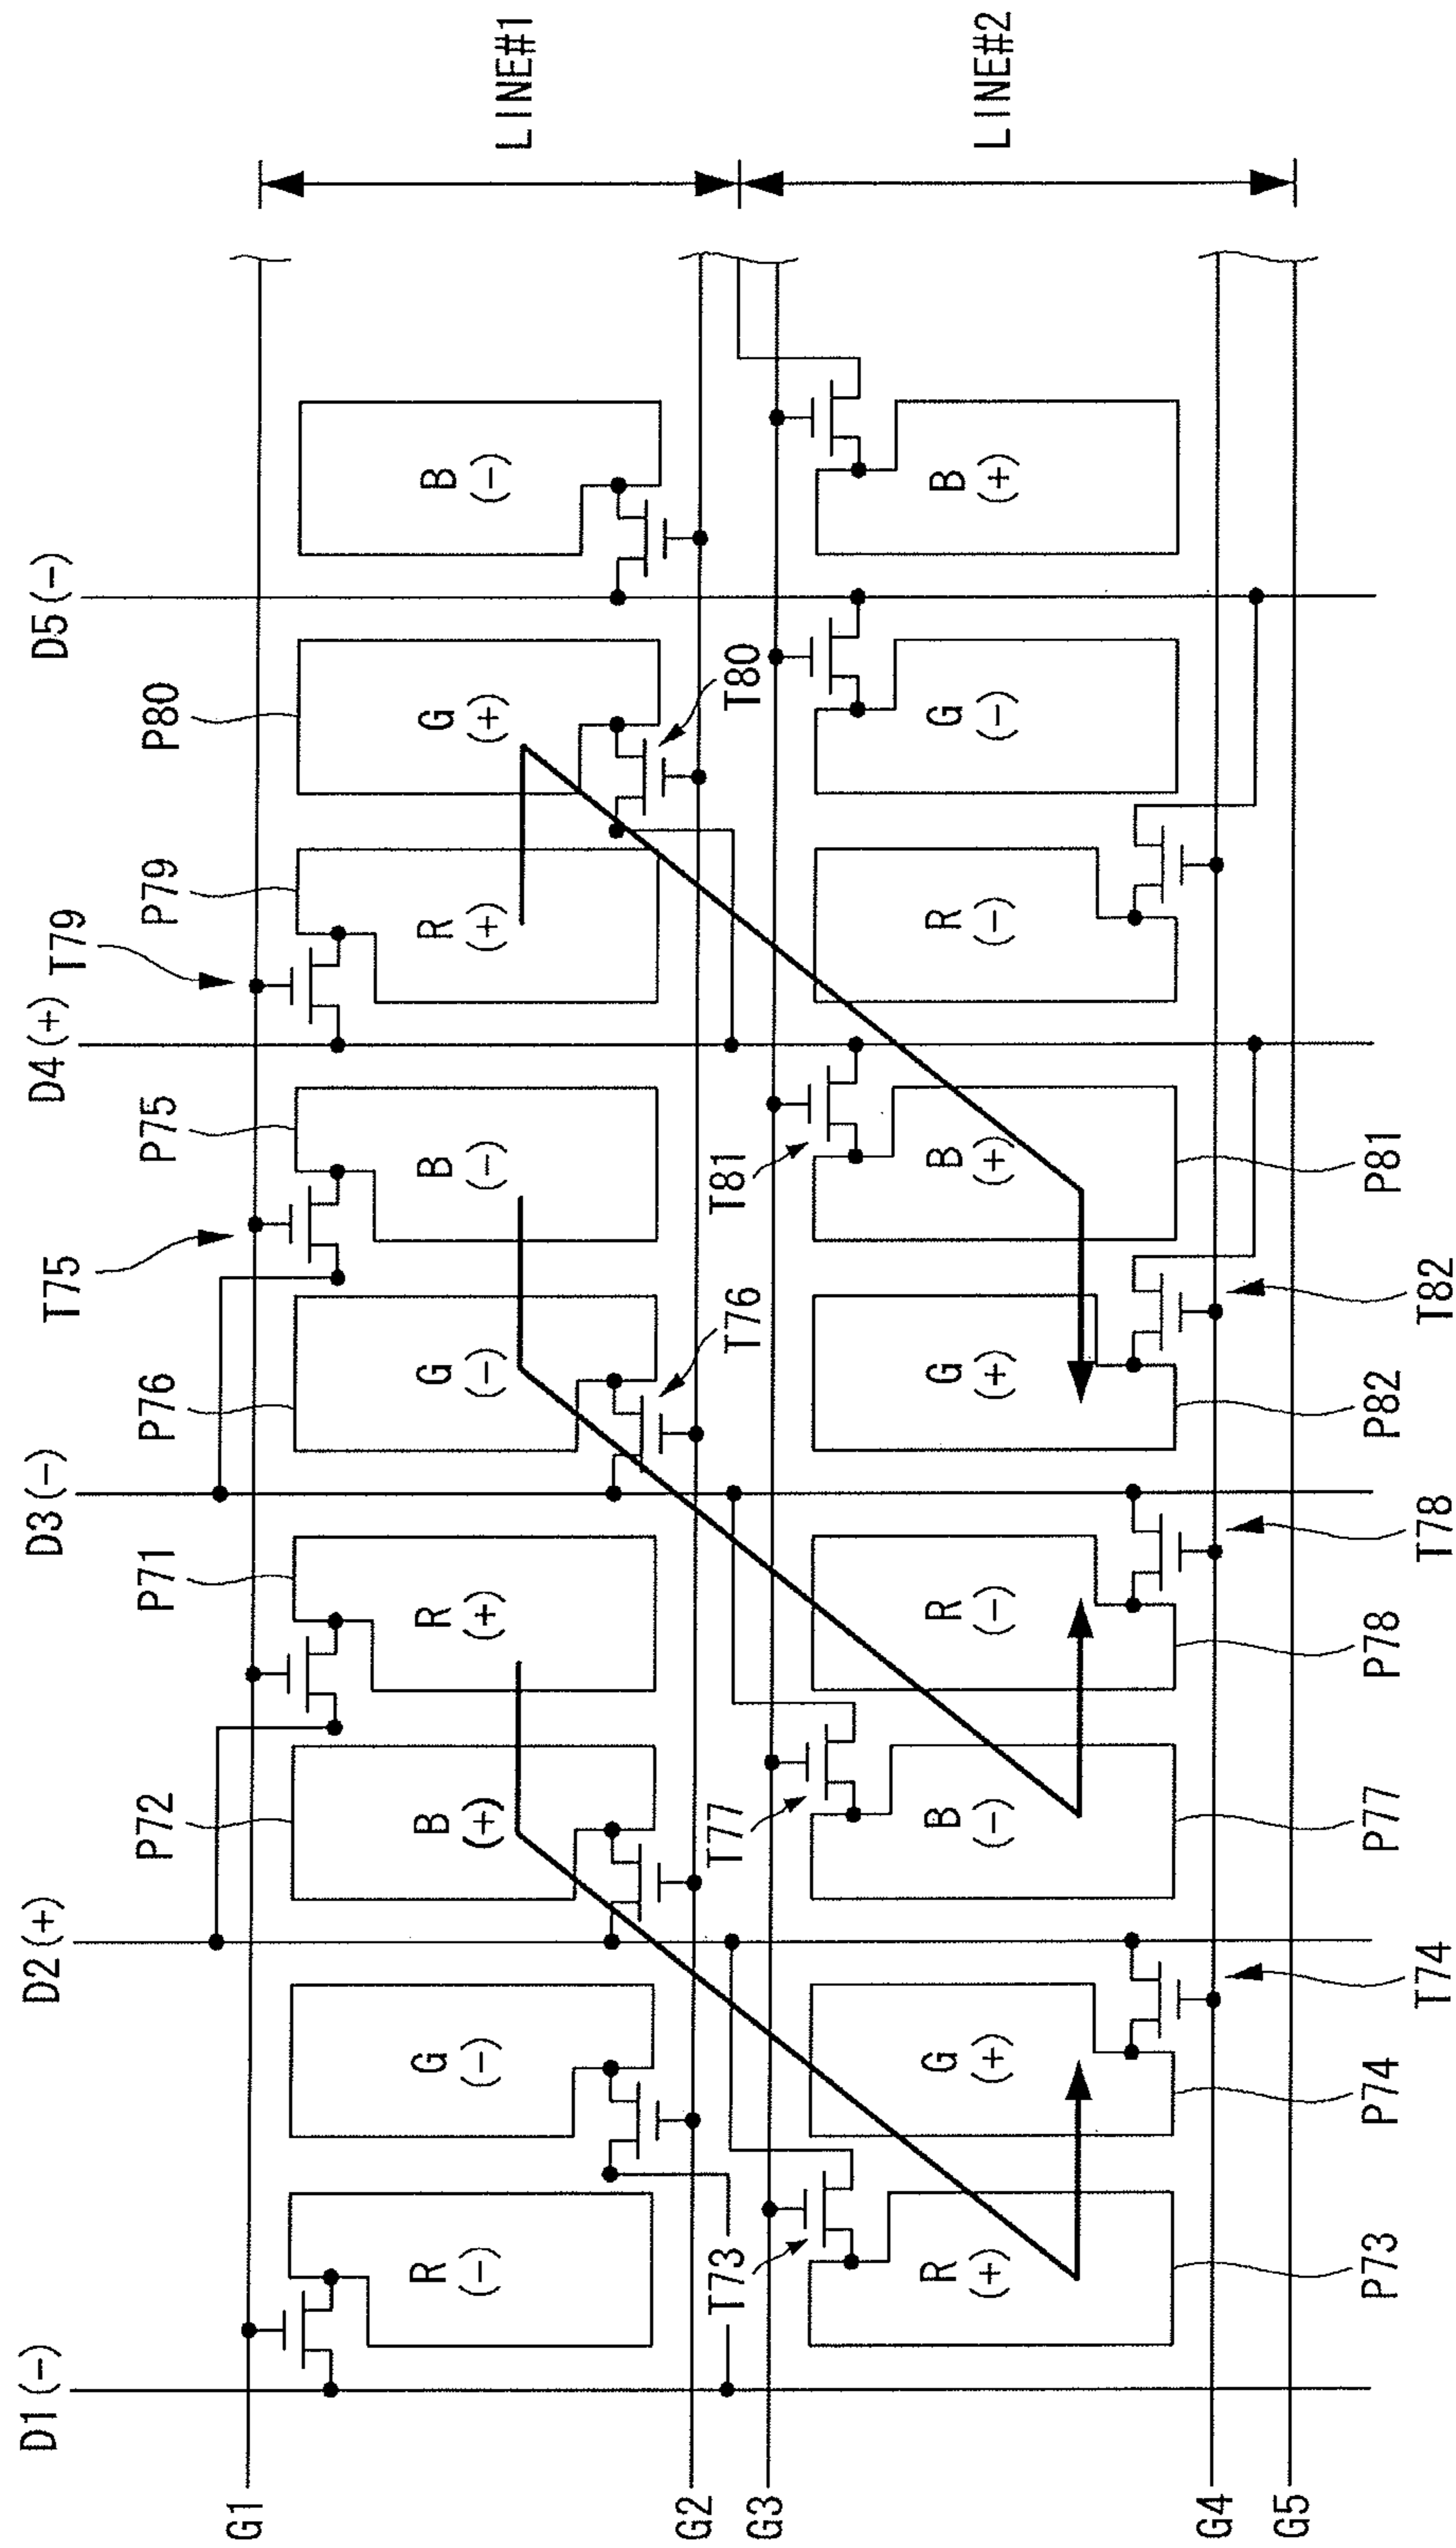 D1(-) D2(+) D3(-) D4(+) D5(-)
P72 P71 P76 P75 P79 P80
T75 T79
G1
R G B R G B R G B
(-) (-) (+) (+) (-) (-) (+) (+) (-)
LINE#1
G2
T73 T77 T76 T81 T80
G3
R G B R G B R G B
(+) (+) (-) (-) (+) (+) (-) (-) (+)
LINE#2
G4
G5
P73 P74 P77 P78 P82 P81
T74 T78 T82